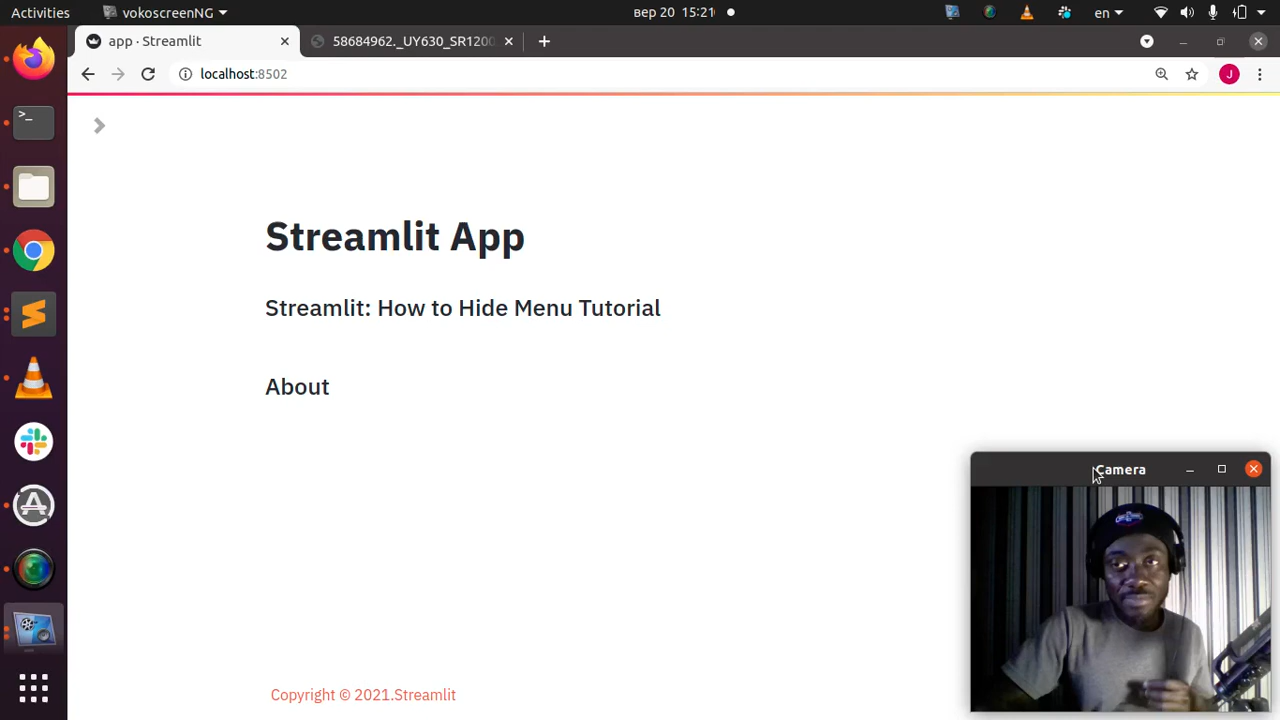 Activities
vokoscreenNG
вер 20 15:21
en
app · Streamlit
58684962._UY630_SR1200
localhost:8502
J
Streamlit App
Streamlit: How to Hide Menu Tutorial
About
Camera
Copyright © 2021.Streamlit